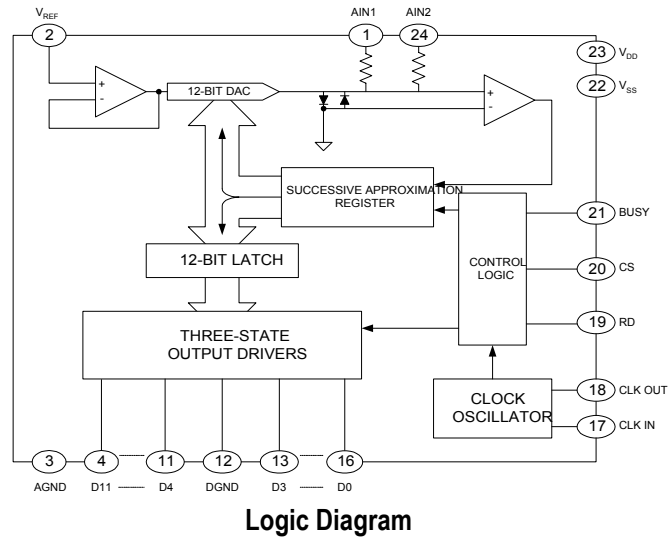 VREF AIN1 AIN2
2 1 24
23 VDD
22 VSS
+
-
12-BIT DAC
+
-
SUCCESSIVE APPROXIMATION
REGISTER
21 BUSY
12-BIT LATCH
CONTROL
LOGIC
20 CS
19 RD
THREE-STATE
OUTPUT DRIVERS
CLOCK
OSCILLATOR
18 CLK OUT
17 CLK IN
3 4 11 12 13 16
AGND D11 D4 DGND D3 D0
Logic Diagram